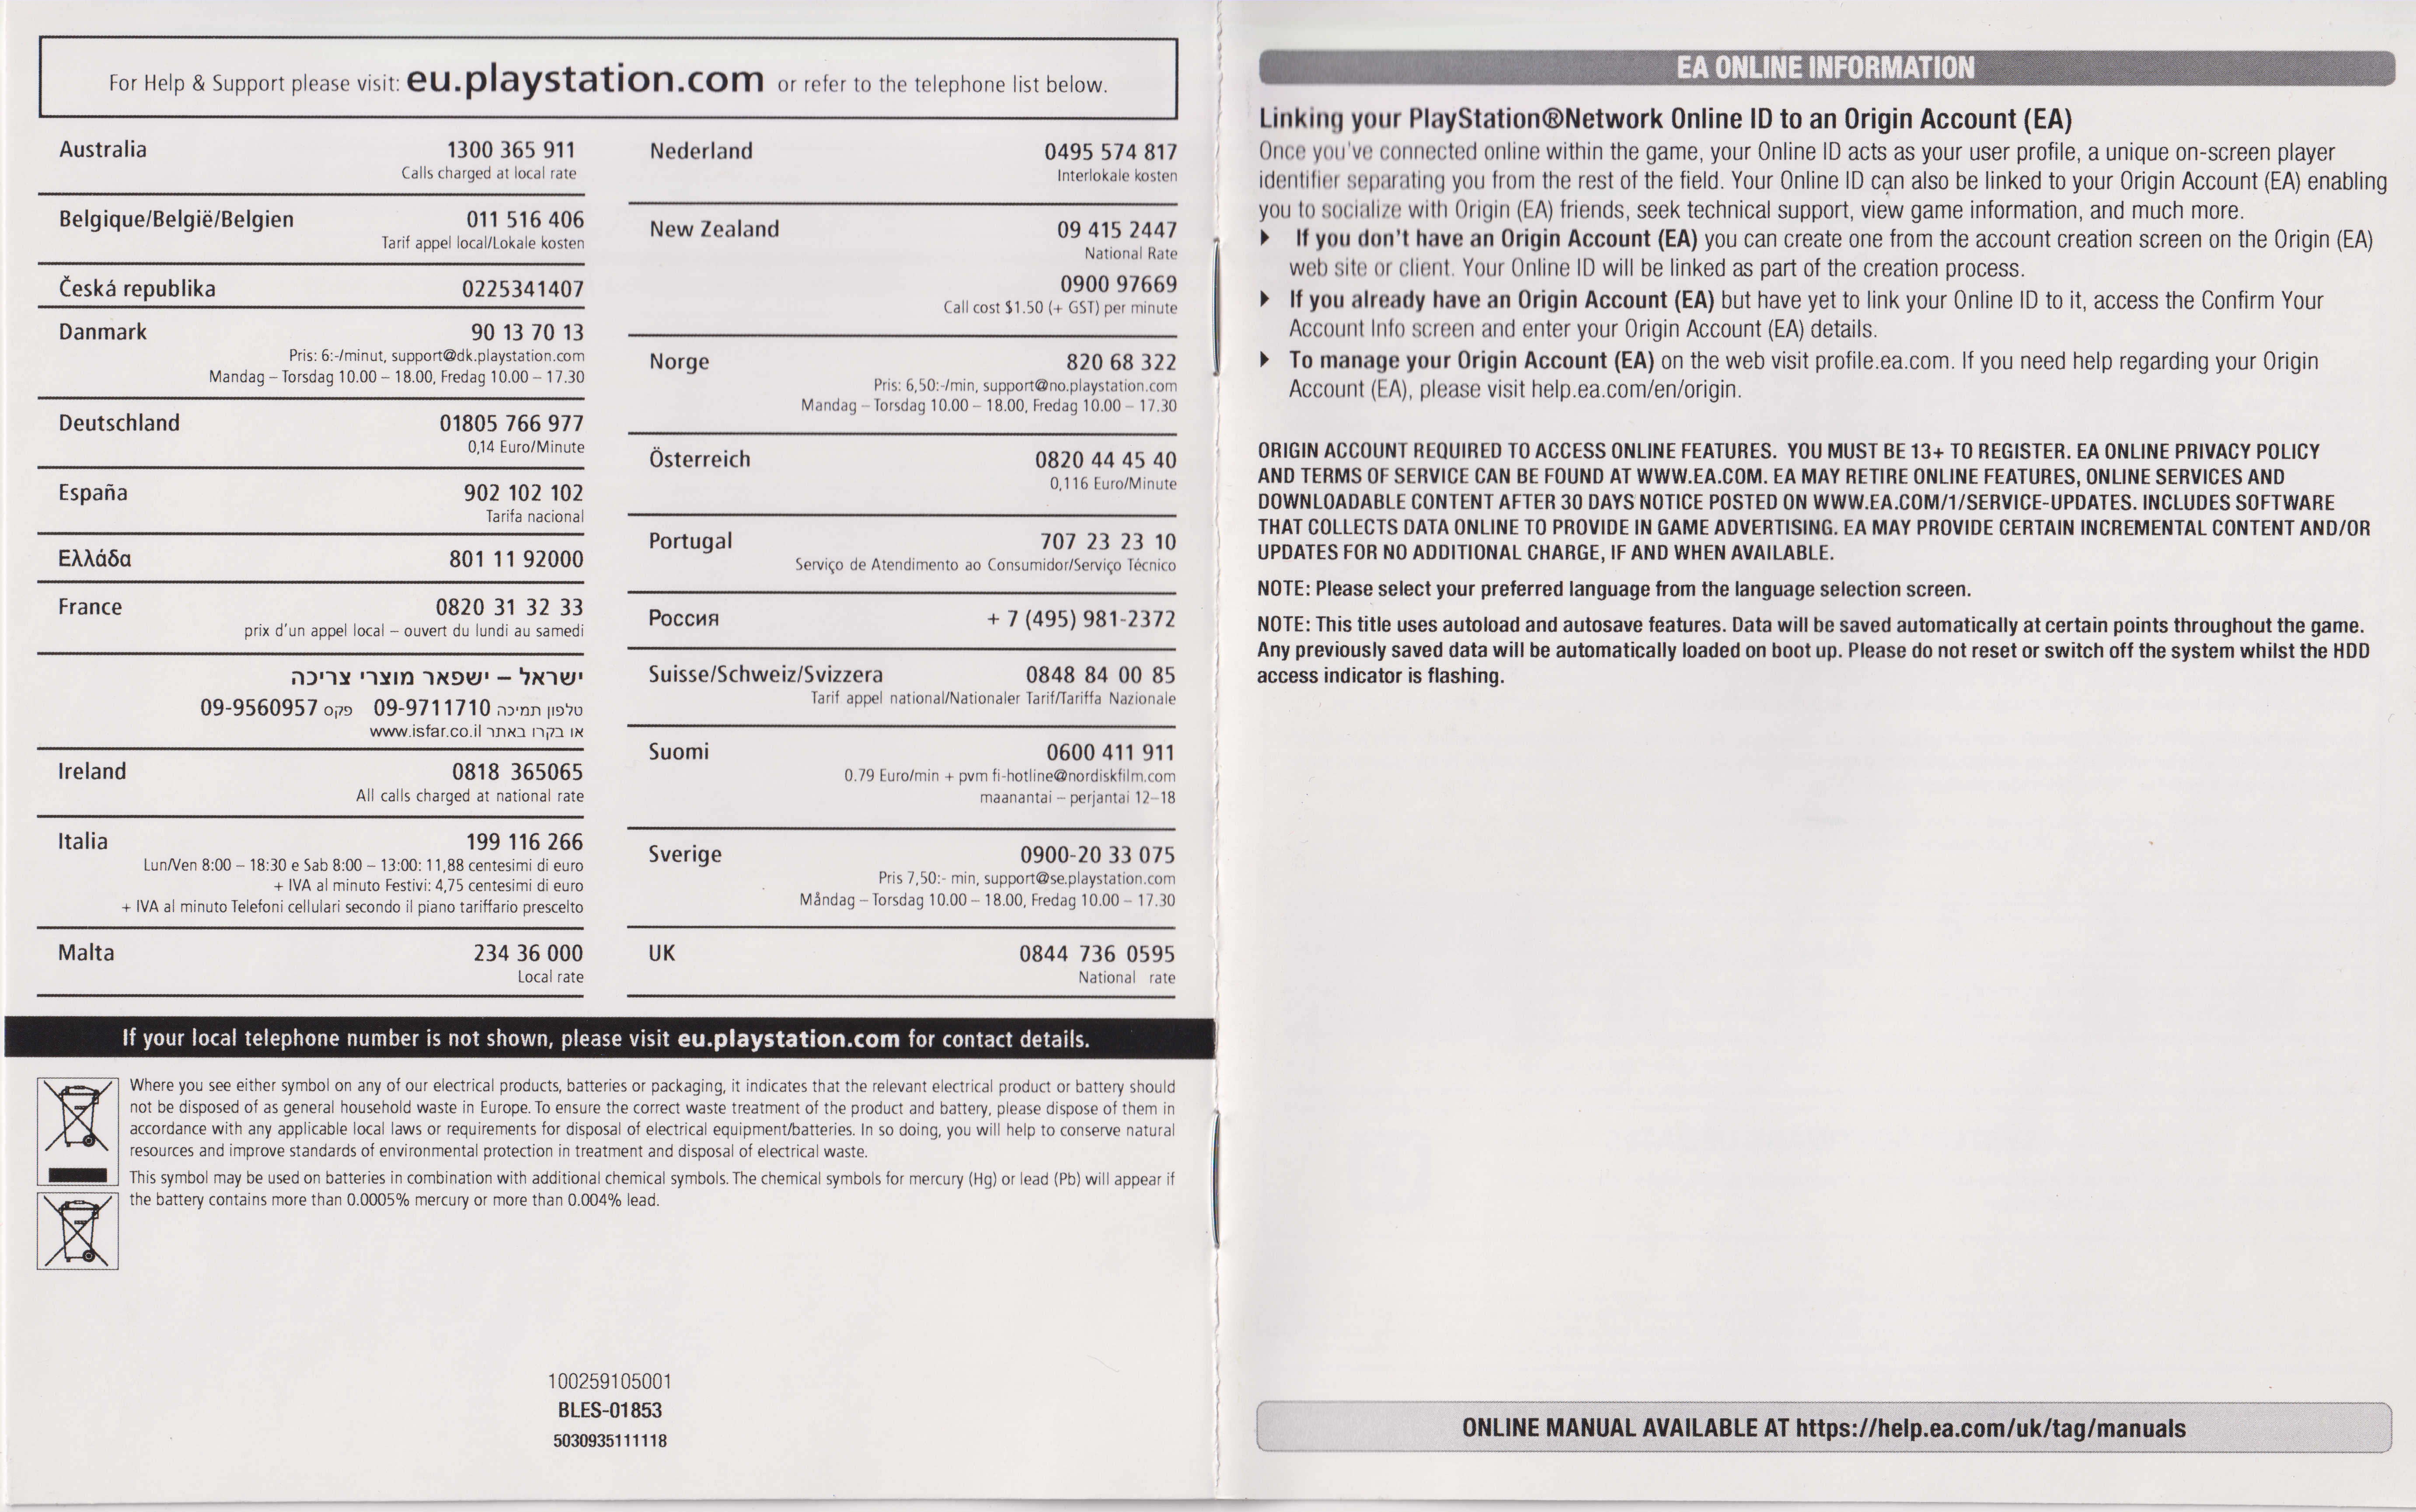 For Help & Support please visit: eu.playstation.com or refer to the telephone list below.
Australia 1300 365 911
Calls charged at local rate
Belgique/België/Belgien 011 516 406
Tarif appel local/Lokale kosten
Česká republika 0225341407
Danmark 90 13 70 13
Pris: 6:-/minut, support@dk.playstation.com
Mandag – Torsdag 10.00 – 18.00, Fredag 10.00 – 17.30
Deutschland 01805 766 977
0,14 Euro/Minute
España 902 102 102
Tarifa nacional
Ελλάδα 801 11 92000
France 0820 31 32 33
prix d'un appel local – ouvert du lundi au samedi
ישראל – ישפאר מוצרי צריכה
טלפון תמיכה 09-9711710 פקס 09-9560957
או בקרו באתר www.isfar.co.il
Ireland 0818 365065
All calls charged at national rate
Italia 199 116 266
Lun/Ven 8:00 – 18:30 e Sab 8:00 – 13:00: 11,88 centesimi di euro
+ IVA al minuto Festivi: 4,75 centesimi di euro
+ IVA al minuto Telefoni cellulari secondo il piano tariffario prescelto
Malta 234 36 000
Local rate
Nederland 0495 574 817
Interlokale kosten
New Zealand 09 415 2447
National Rate
0900 97669
Call cost $1.50 (+ GST) per minute
Norge 820 68 322
Pris: 6,50:-/min, support@no.playstation.com
Mandag – Torsdag 10.00 – 18.00, Fredag 10.00 – 17.30
Österreich 0820 44 45 40
0,116 Euro/Minute
Portugal 707 23 23 10
Serviço de Atendimento ao Consumidor/Serviço Técnico
Россия + 7 (495) 981-2372
Suisse/Schweiz/Svizzera 0848 84 00 85
Tarif appel national/Nationaler Tarif/Tariffa Nazionale
Suomi 0600 411 911
0.79 Euro/min + pvm fi-hotline@nordiskfilm.com
maanantai – perjantai 12–18
Sverige 0900-20 33 075
Pris 7,50:- min, support@se.playstation.com
Måndag – Torsdag 10.00 – 18.00, Fredag 10.00 – 17.30
UK 0844 736 0595
National rate
If your local telephone number is not shown, please visit eu.playstation.com for contact details.
Where you see either symbol on any of our electrical products, batteries or packaging, it indicates that the relevant electrical product or battery should
not be disposed of as general household waste in Europe. To ensure the correct waste treatment of the product and battery, please dispose of them in
accordance with any applicable local laws or requirements for disposal of electrical equipment/batteries. In so doing, you will help to conserve natural
resources and improve standards of environmental protection in treatment and disposal of electrical waste.
This symbol may be used on batteries in combination with additional chemical symbols. The chemical symbols for mercury (Hg) or lead (Pb) will appear if
the battery contains more than 0.0005% mercury or more than 0.004% lead.
100259105001
BLES-01853
5030935111118
EA ONLINE INFORMATION
Linking your PlayStation®Network Online ID to an Origin Account (EA)
Once you've connected online within the game, your Online ID acts as your user profile, a unique on-screen player
identifier separating you from the rest of the field. Your Online ID can also be linked to your Origin Account (EA) enabling
you to socialize with Origin (EA) friends, seek technical support, view game information, and much more.
▶ If you don't have an Origin Account (EA) you can create one from the account creation screen on the Origin (EA)
web site or client. Your Online ID will be linked as part of the creation process.
▶ If you already have an Origin Account (EA) but have yet to link your Online ID to it, access the Confirm Your
Account Info screen and enter your Origin Account (EA) details.
▶ To manage your Origin Account (EA) on the web visit profile.ea.com. If you need help regarding your Origin
Account (EA), please visit help.ea.com/en/origin.
ORIGIN ACCOUNT REQUIRED TO ACCESS ONLINE FEATURES. YOU MUST BE 13+ TO REGISTER. EA ONLINE PRIVACY POLICY
AND TERMS OF SERVICE CAN BE FOUND AT WWW.EA.COM. EA MAY RETIRE ONLINE FEATURES, ONLINE SERVICES AND
DOWNLOADABLE CONTENT AFTER 30 DAYS NOTICE POSTED ON WWW.EA.COM/1/SERVICE-UPDATES. INCLUDES SOFTWARE
THAT COLLECTS DATA ONLINE TO PROVIDE IN GAME ADVERTISING. EA MAY PROVIDE CERTAIN INCREMENTAL CONTENT AND/OR
UPDATES FOR NO ADDITIONAL CHARGE, IF AND WHEN AVAILABLE.
NOTE: Please select your preferred language from the language selection screen.
NOTE: This title uses autoload and autosave features. Data will be saved automatically at certain points throughout the game.
Any previously saved data will be automatically loaded on boot up. Please do not reset or switch off the system whilst the HDD
access indicator is flashing.
ONLINE MANUAL AVAILABLE AT https://help.ea.com/uk/tag/manuals